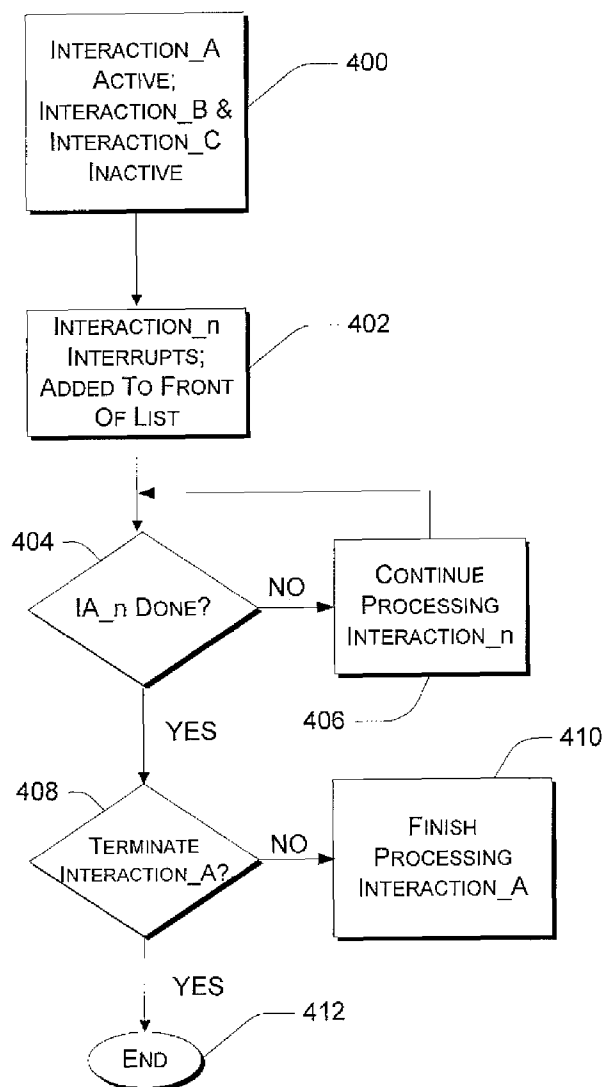 INTERACTION_A
ACTIVE;
INTERACTION_B &
INTERACTION_C
INACTIVE
400
INTERACTION_n
INTERRUPTS;
ADDED TO FRONT
OF LIST
402
404
IA_n DONE?
NO
CONTINUE
PROCESSING
INTERACTION_n
406
YES
408
TERMINATE
INTERACTION_A?
NO
FINISH
PROCESSING
INTERACTION_A
410
YES
END
412